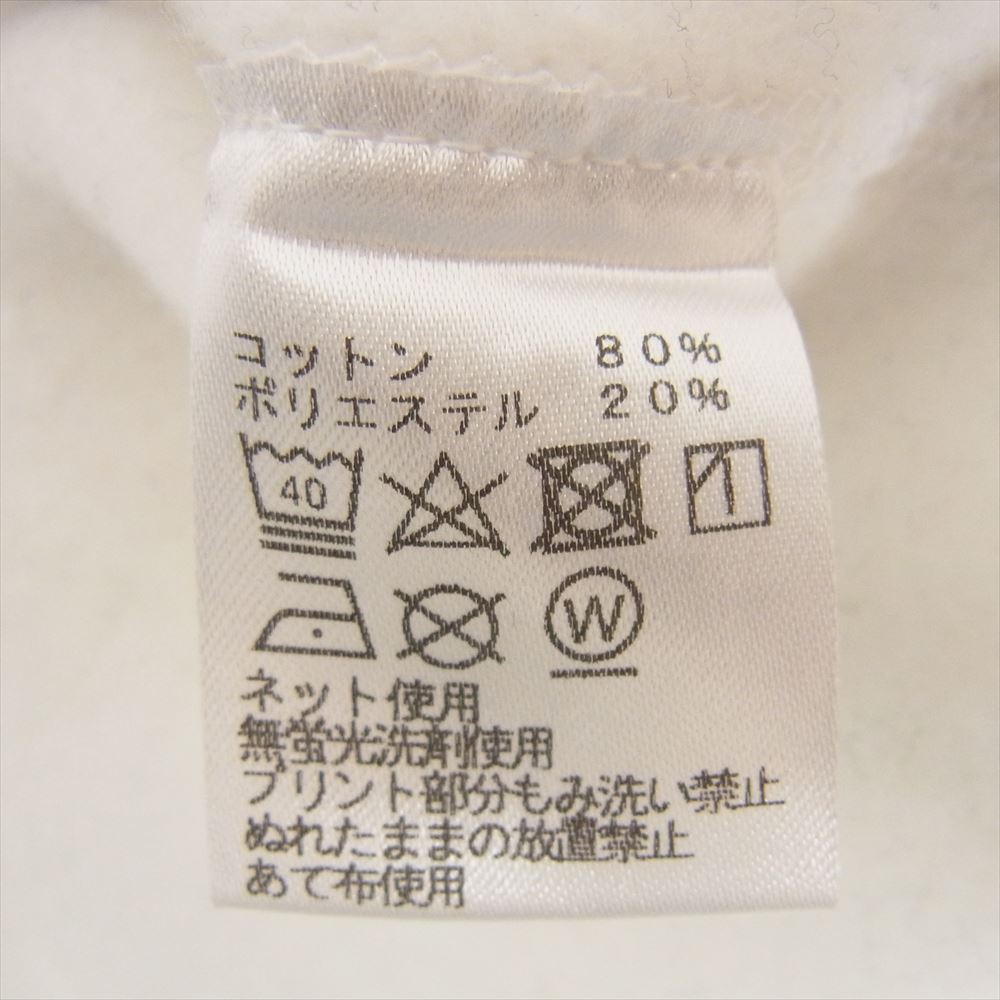 コットン 80%
ポリエステル 20%
40
W
ネット使用
無蛍光洗剤使用
プリント部分もみ洗い禁止
ぬれたままの放置禁止
あて布使用